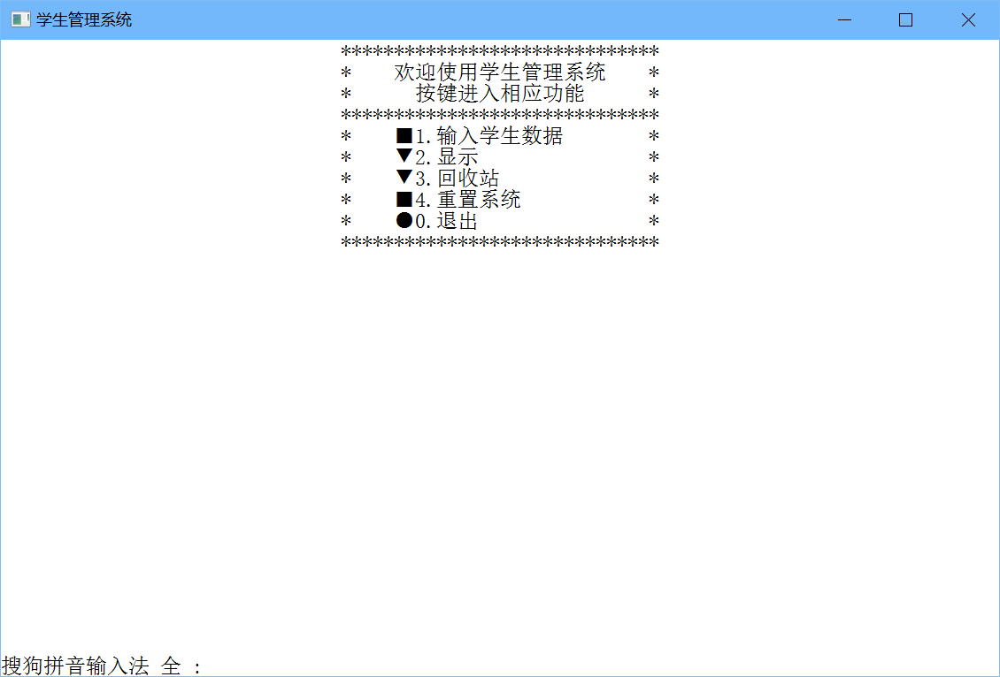 学生管理系统
******************************
* 欢迎使用学生管理系统 *
* 按键进入相应功能 *
******************************
* ■1.输入学生数据 *
* ▼2.显示 *
* ▼3.回收站 *
* ■4.重置系统 *
* ●0.退出 *
******************************
搜狗拼音输入法 全 :